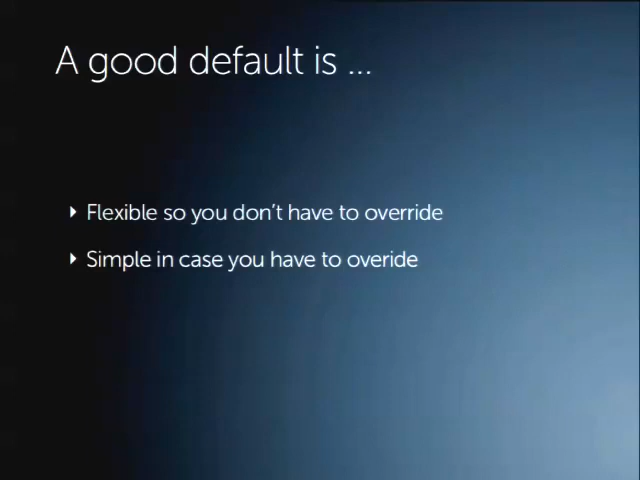 A good default is ...
Flexible so you don't have to override
Simple in case you have to overide